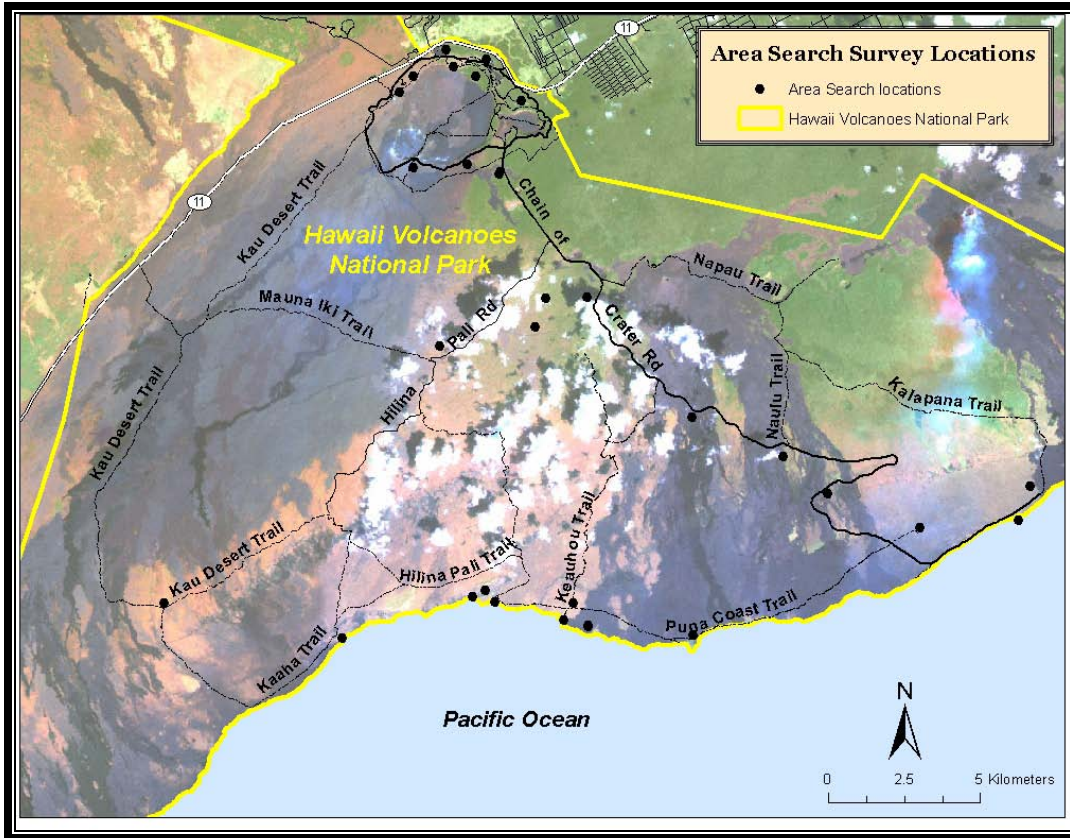 11
Area Search Survey Locations
Area Search locations
Hawaii Volcanoes National Park
11
Kau Desert Trail
Chain of
Hawaii Volcanoes
National Park
Napau Trail
Mauna Iki Trail
Hilina Pali Rd
Crater Rd
Kau Desert Trail
Naulu Trail
Kalapana Trail
Kau Desert Trail
Hilina Pali Trail
Keauhou Trail
Puna Coast Trail
Kaaha Trail
Pacific Ocean
N
0 2.5 5 Kilometers